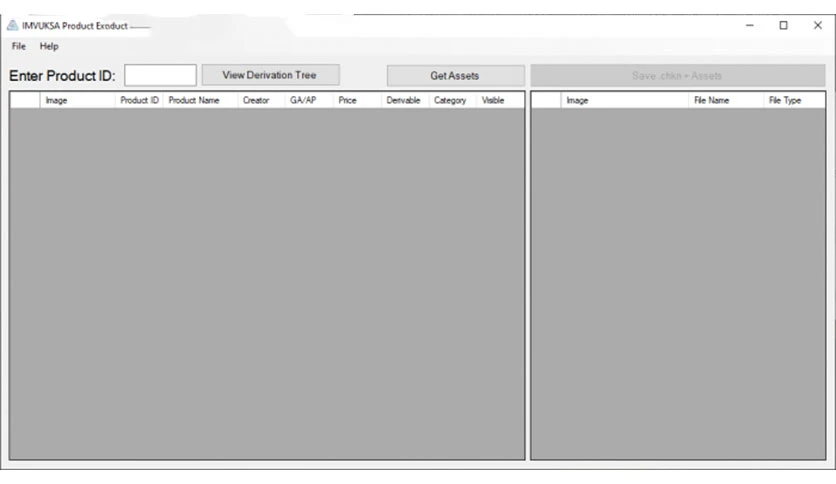 IMVUKSA Product
File Help
Enter Product ID: View Derivation Tree Get Assets Save .chkn + Assets
Image Product ID Product Name Creator GA/AP Price Derivable Category Visible Image File Name File Type